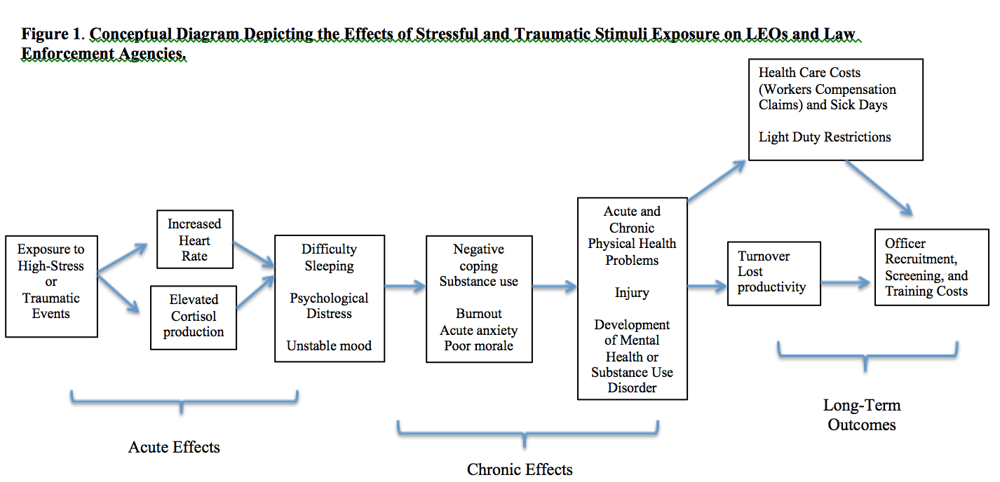 Figure 1. Conceptual Diagram Depicting the Effects of Stressful and Traumatic Stimuli Exposure on LEOs and Law
Enforcement Agencies.
Exposure to
High-Stress
or
Traumatic
Events
Increased
Heart
Rate
Elevated
Cortisol
production
Difficulty
Sleeping
Psychological
Distress
Unstable mood
Negative
coping
Substance use
Burnout
Acute anxiety
Poor morale
Acute and
Chronic
Physical Health
Problems
Injury
Development
of Mental
Health or
Substance Use
Disorder
Health Care Costs
(Workers Compensation
Claims) and Sick Days
Light Duty Restrictions
Turnover
Lost
productivity
Officer
Recruitment,
Screening, and
Training Costs
Acute Effects
Chronic Effects
Long-Term
Outcomes